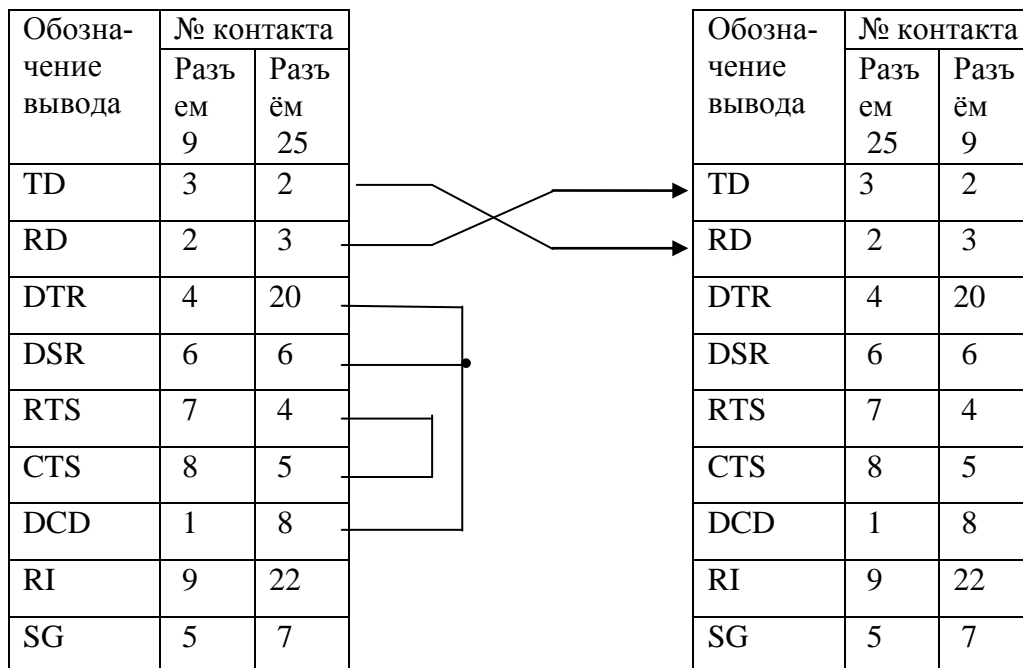 Обозна-
чение
вывода
№ контакта
Разъ
ем
9
Разъ
ём
25
TD 3 2
RD 2 3
DTR 4 20
DSR 6 6
RTS 7 4
CTS 8 5
DCD 1 8
RI 9 22
SG 5 7
Обозна-
чение
вывода
№ контакта
Разъ
ем
25
Разъ
ём
9
TD 3 2
RD 2 3
DTR 4 20
DSR 6 6
RTS 7 4
CTS 8 5
DCD 1 8
RI 9 22
SG 5 7